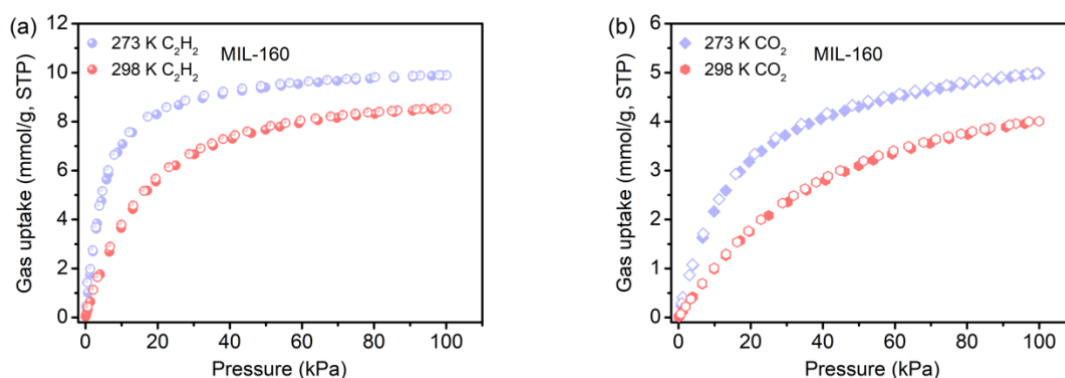 (a)
273 K C₂H₂
298 K C₂H₂
MIL-160
Gas uptake (mmol/g, STP)
12
10
8
6
4
2
0
0 20 40 60 80 100
Pressure (kPa)
(b)
273 K CO₂
298 K CO₂
MIL-160
Gas uptake (mmol/g, STP)
6
5
4
3
2
1
0
0 20 40 60 80 100
Pressure (kPa)